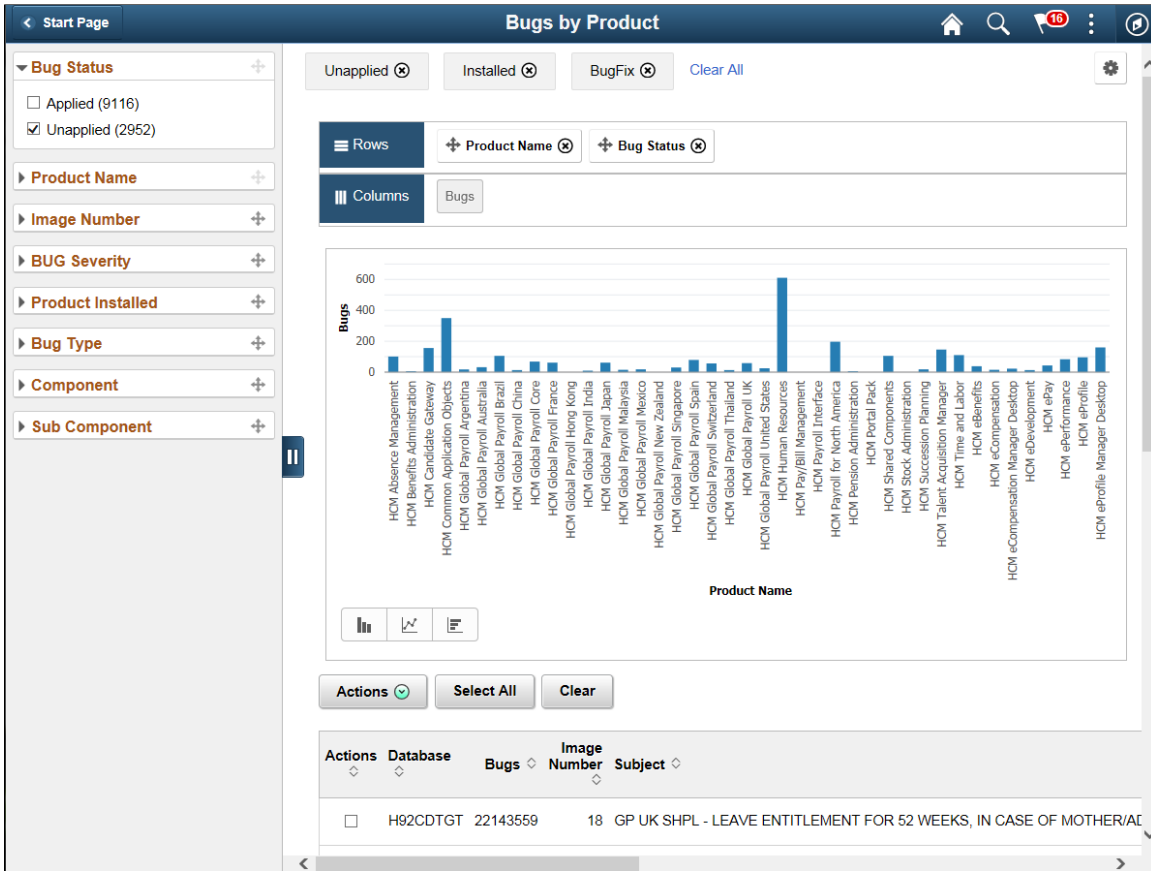 Start Page
Bugs by Product
16
Bug Status
Applied (9116)
Unapplied (2952)
Product Name
Image Number
BUG Severity
Product Installed
Bug Type
Component
Sub Component
Unapplied
Installed
BugFix
Clear All
Rows
Product Name
Bug Status
Columns
Bugs
Bugs
600
400
200
0
HCM Absence Management
HCM Benefits Administration
HCM Candidate Gateway
HCM Common Application Objects
HCM Global Payroll Argentina
HCM Global Payroll Australia
HCM Global Payroll Brazil
HCM Global Payroll China
HCM Global Payroll Core
HCM Global Payroll France
HCM Global Payroll Hong Kong
HCM Global Payroll India
HCM Global Payroll Japan
HCM Global Payroll Malaysia
HCM Global Payroll Mexico
HCM Global Payroll New Zealand
HCM Global Payroll Singapore
HCM Global Payroll Spain
HCM Global Payroll Switzerland
HCM Global Payroll Thailand
HCM Global Payroll UK
HCM Global Payroll United States
HCM Human Resources
HCM Pay/Bill Management
HCM Payroll Interface
HCM Payroll for North America
HCM Pension Administration
HCM Portal Pack
HCM Shared Components
HCM Stock Administration
HCM Succession Planning
HCM Talent Acquisition Manager
HCM Time and Labor
HCM eBenefits
HCM eCompensation
HCM eCompensation Manager Desktop
HCM eDevelopment
HCM ePay
HCM ePerformance
HCM eProfile
HCM eProfile Manager Desktop
Product Name
Actions
Select All
Clear
Actions
Database
Bugs
Image
Number
Subject
H92CDTGT 22143559 18 GP UK SHPL - LEAVE ENTITLEMENT FOR 52 WEEKS, IN CASE OF MOTHER/AD